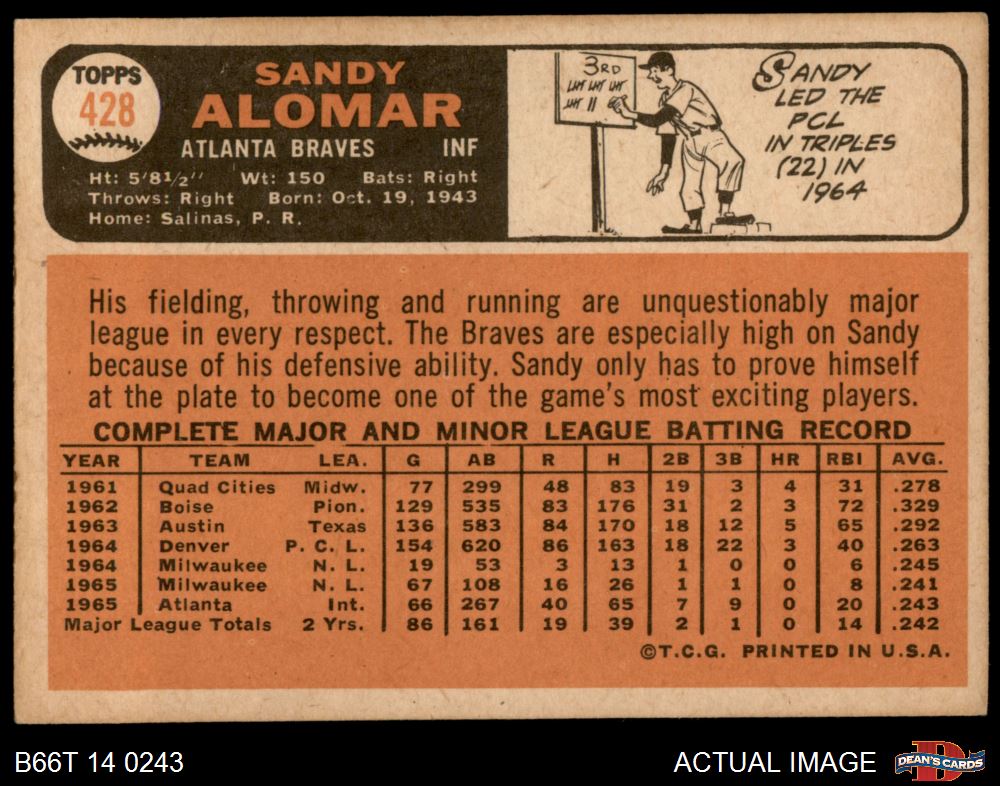 TOPPS
428
SANDY
ALOMAR
ATLANTA BRAVES INF
Ht: 5'8½" Wt: 150 Bats: Right
Throws: Right Born: Oct. 19, 1943
Home: Salinas, P. R.
3RD
SANDY
LED THE
PCL
IN TRIPLES
(22) IN
1964
His fielding, throwing and running are unquestionably major
league in every respect. The Braves are especially high on Sandy
because of his defensive ability. Sandy only has to prove himself
at the plate to become one of the game's most exciting players.
COMPLETE MAJOR AND MINOR LEAGUE BATTING RECORD
YEAR TEAM LEA. G AB R H 2B 3B HR RBI AVG.
1961 Quad Cities Midw. 77 299 48 83 19 3 4 31 .278
1962 Boise Pion. 129 535 83 176 31 2 3 72 .329
1963 Austin Texas 136 583 84 170 18 12 5 65 .292
1964 Denver P. C. L. 154 620 86 163 18 22 3 40 .263
1964 Milwaukee N. L. 19 53 3 13 1 0 0 6 .245
1965 Milwaukee N. L. 67 108 16 26 1 1 0 8 .241
1965 Atlanta Int. 66 267 40 65 7 9 0 20 .243
Major League Totals 2 Yrs. 86 161 19 39 2 1 0 14 .242
©T.C.G. PRINTED IN U.S.A.
B66T 14 0243
ACTUAL IMAGE
DEAN'S CARDS